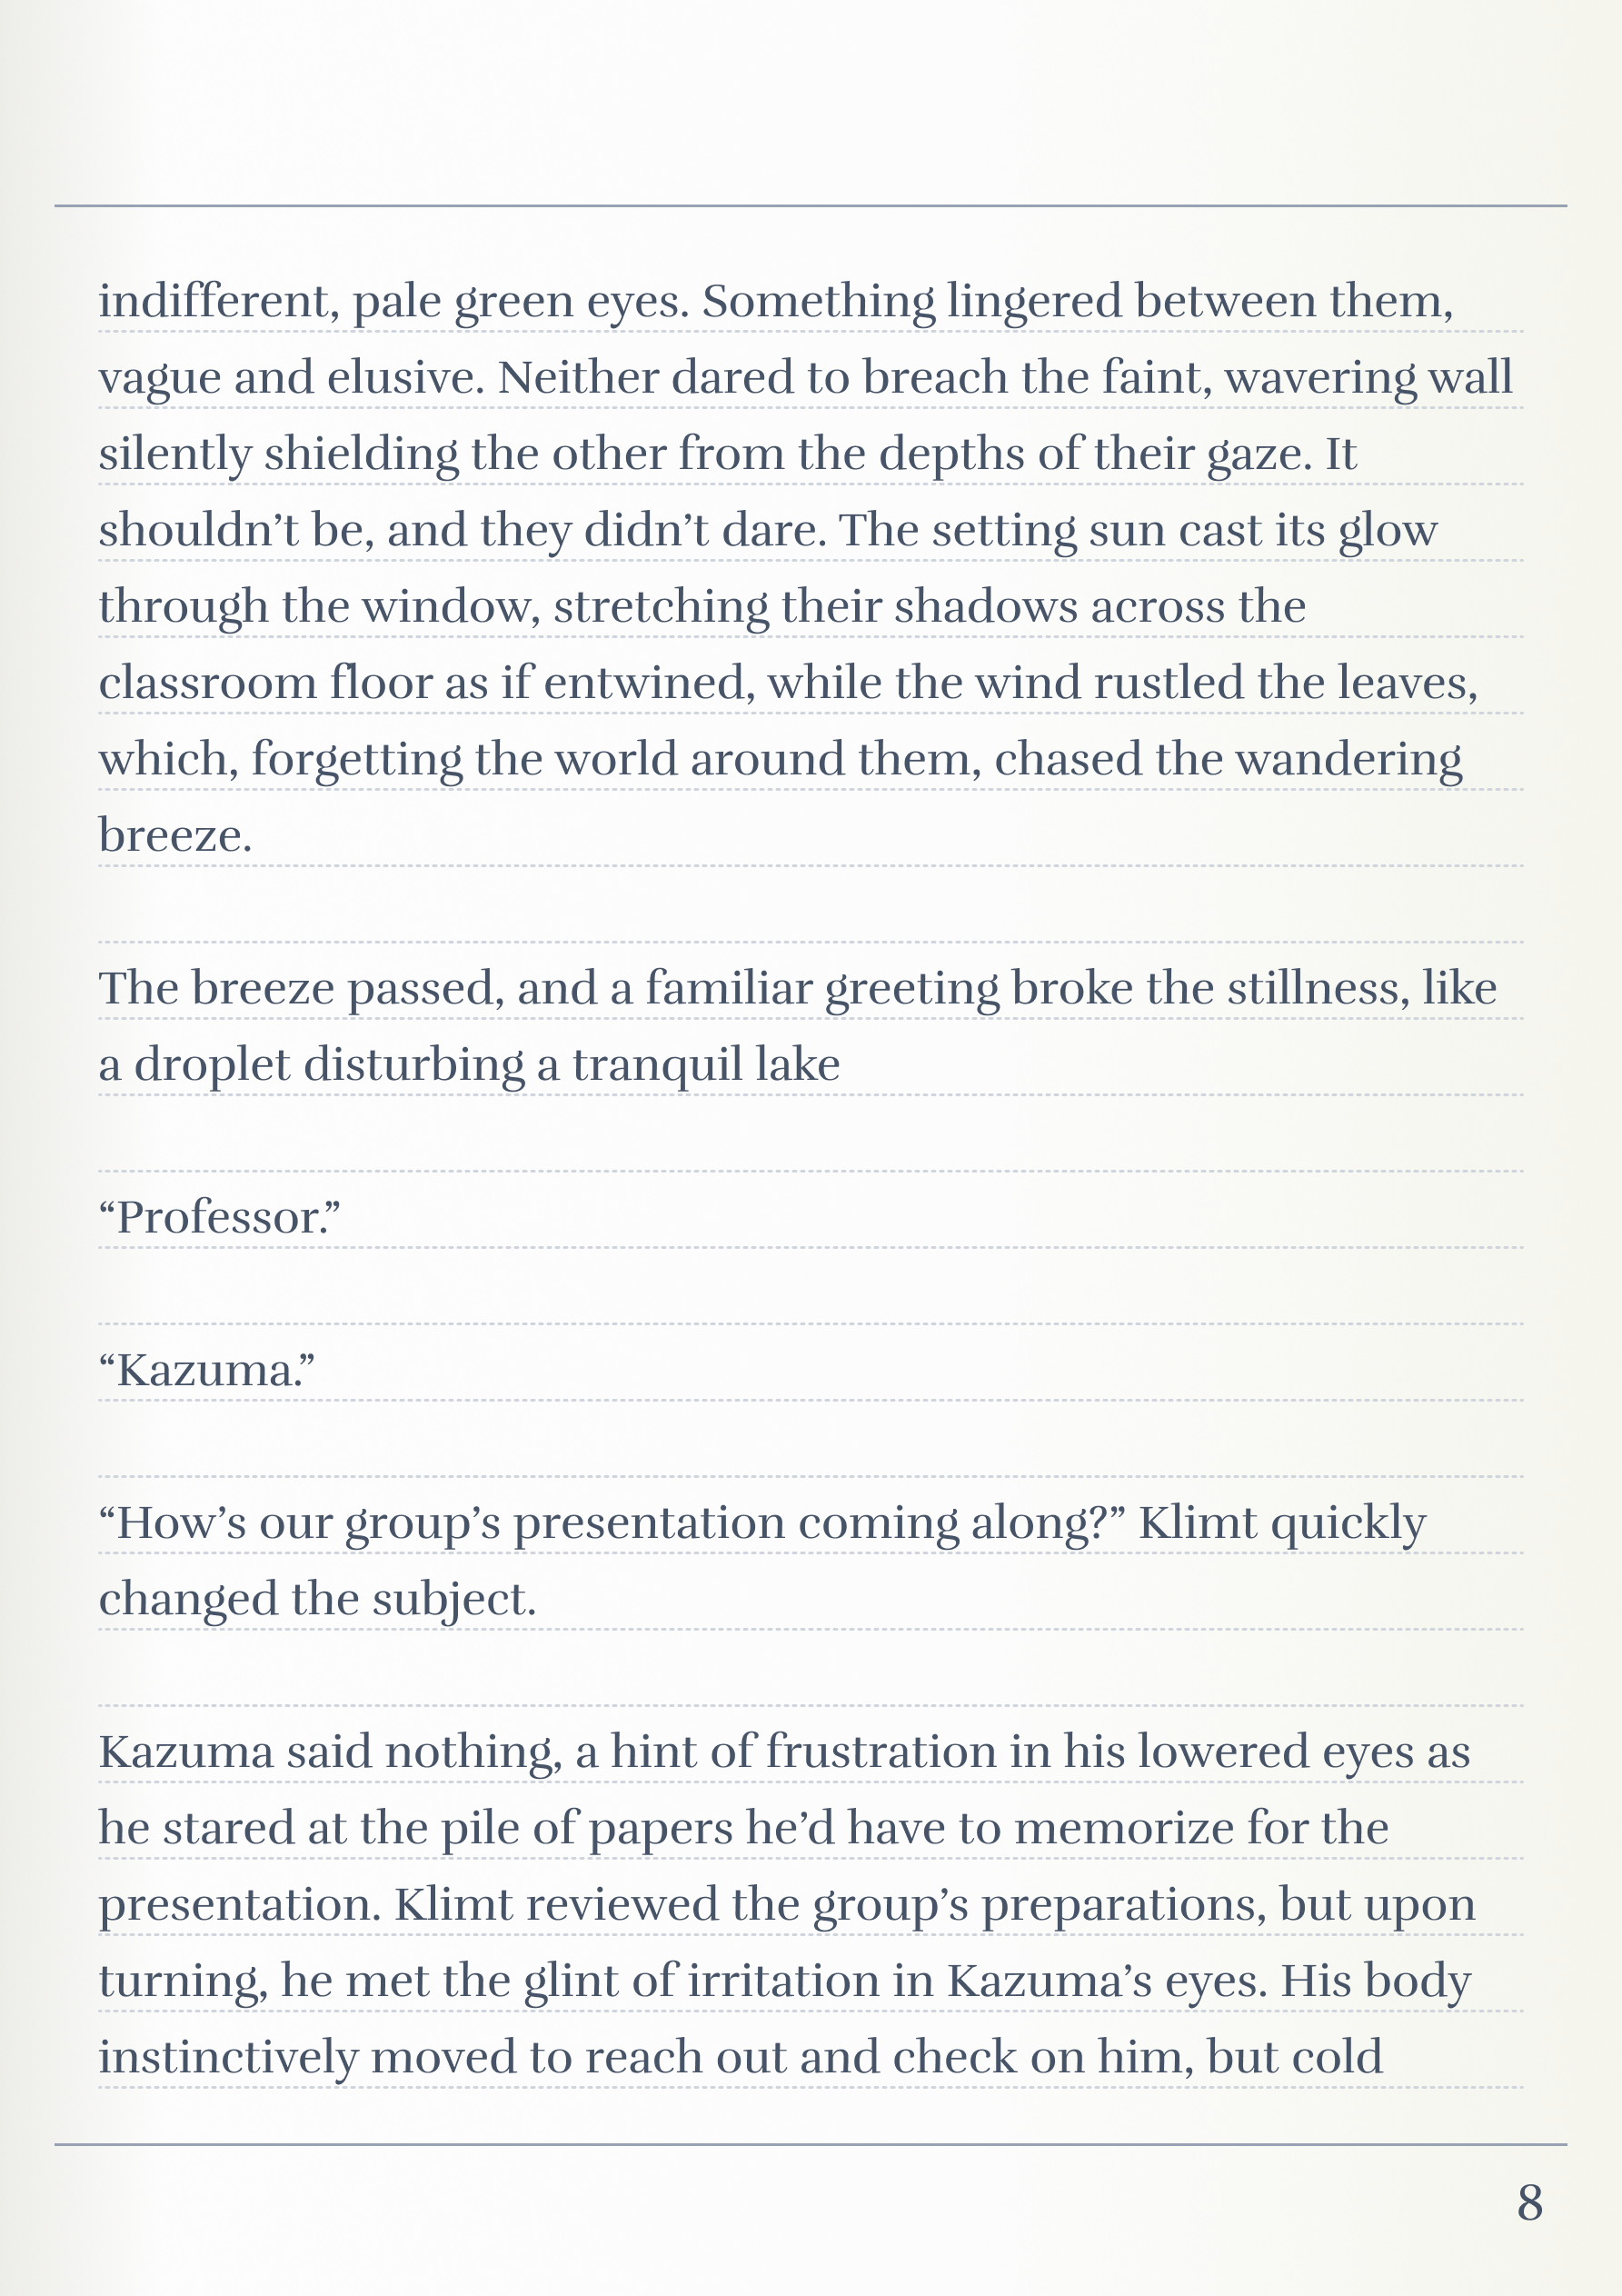 indifferent, pale green eyes. Something lingered between them,
vague and elusive. Neither dared to breach the faint, wavering wall
silently shielding the other from the depths of their gaze. It
shouldn’t be, and they didn’t dare. The setting sun cast its glow
through the window, stretching their shadows across the
classroom floor as if entwined, while the wind rustled the leaves,
which, forgetting the world around them, chased the wandering
breeze.
The breeze passed, and a familiar greeting broke the stillness, like
a droplet disturbing a tranquil lake
“Professor.”
“Kazuma.”
“How’s our group’s presentation coming along?” Klimt quickly
changed the subject.
Kazuma said nothing, a hint of frustration in his lowered eyes as
he stared at the pile of papers he’d have to memorize for the
presentation. Klimt reviewed the group’s preparations, but upon
turning, he met the glint of irritation in Kazuma’s eyes. His body
instinctively moved to reach out and check on him, but cold
8